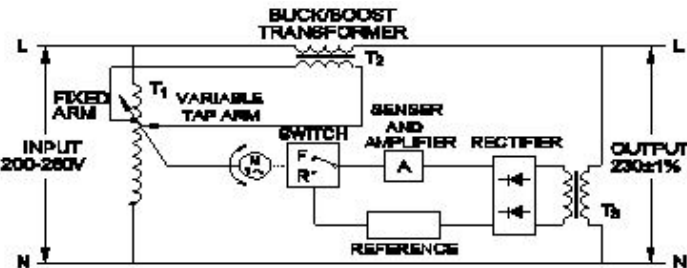 BUCK/BOOST
TRANSFORMER
L
L
T2
T1
FIXED
ARM
VARIABLE
TAP ARM
SENSER
AND
AMPLIFIER
RECTIFIER
SWITCH
INPUT
200-260V
OUTPUT
230±1%
M
F
R
A
T3
REFERENCE
N
N